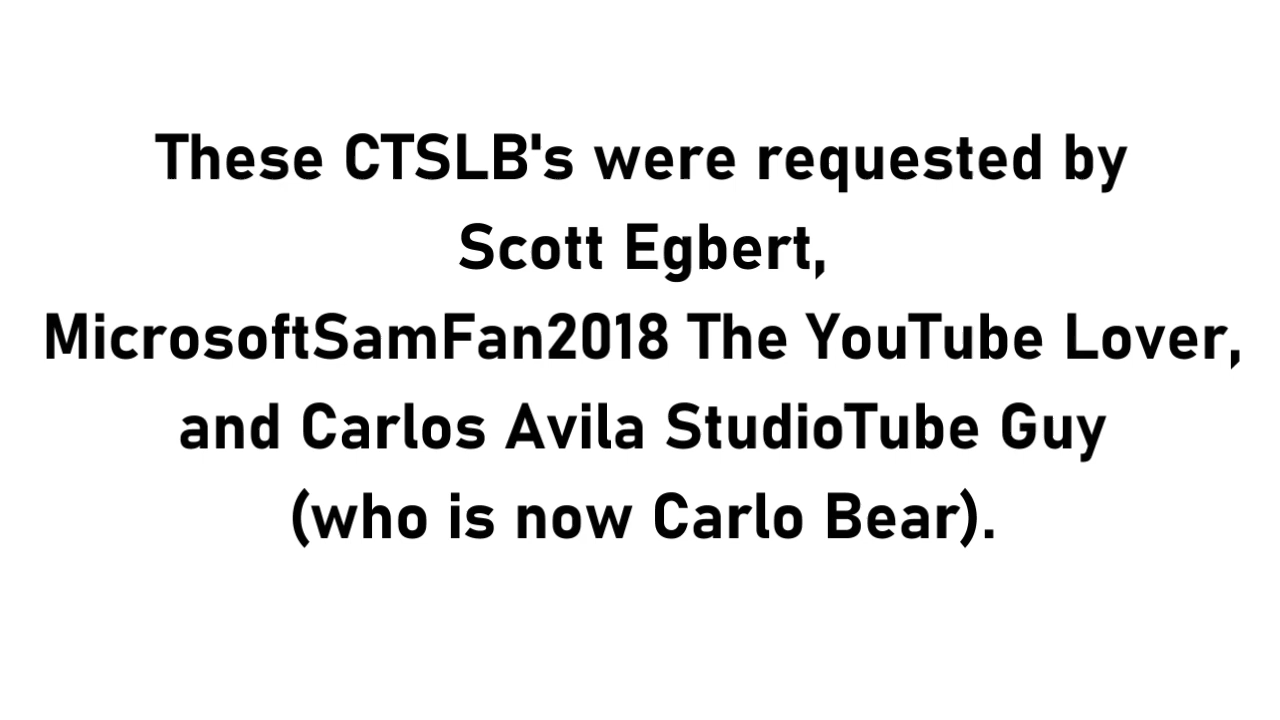 These CTSLB's were requested by
Scott Egbert,
MicrosoftSamFan2018 The YouTube Lover,
and Carlos Avila StudioTube Guy
(who is now Carlo Bear).